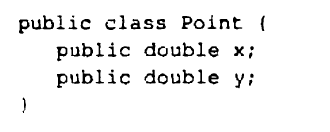 public class Point {
public double x;
public double y;
}